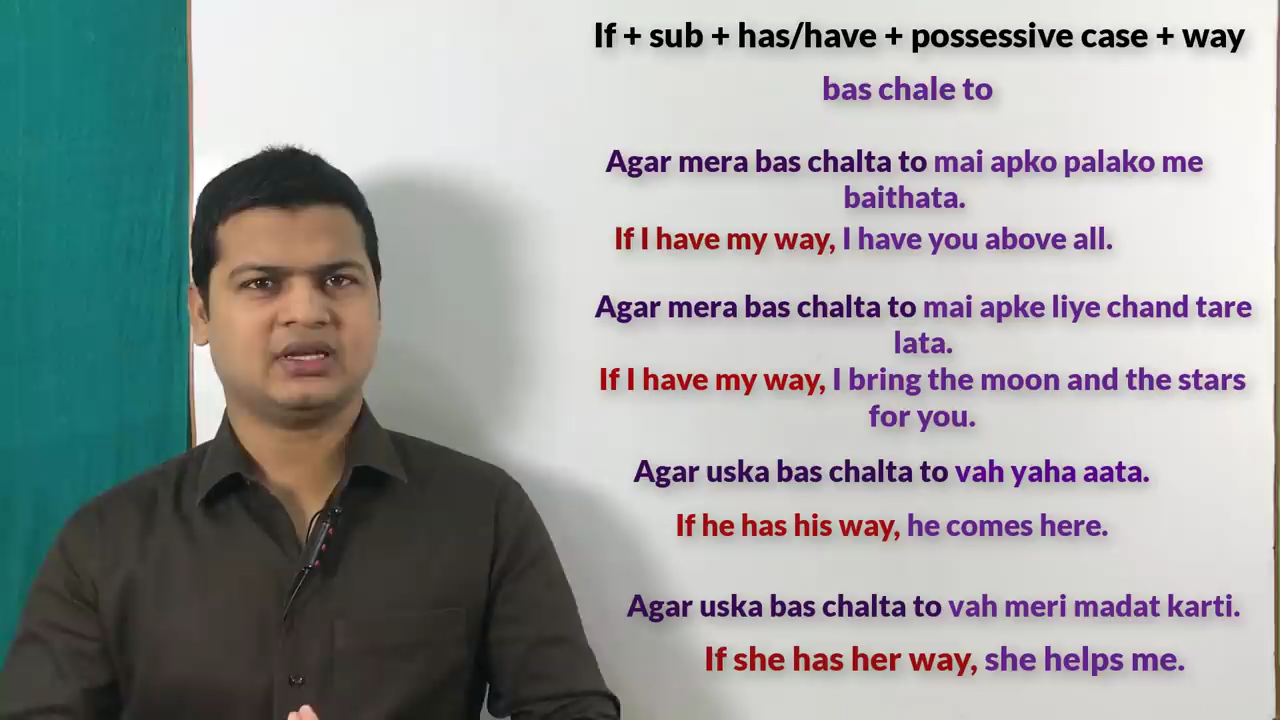 If + sub + has/have + possessive case + way
bas chale to
Agar mera bas chalta to mai apko palako me
baithata.
If I have my way, I have you above all.
Agar mera bas chalta to mai apke liye chand tare
lata.
If I have my way, I bring the moon and the stars
for you.
Agar uska bas chalta to vah yaha aata.
If he has his way, he comes here.
Agar uska bas chalta to vah meri madat karti.
If she has her way, she helps me.